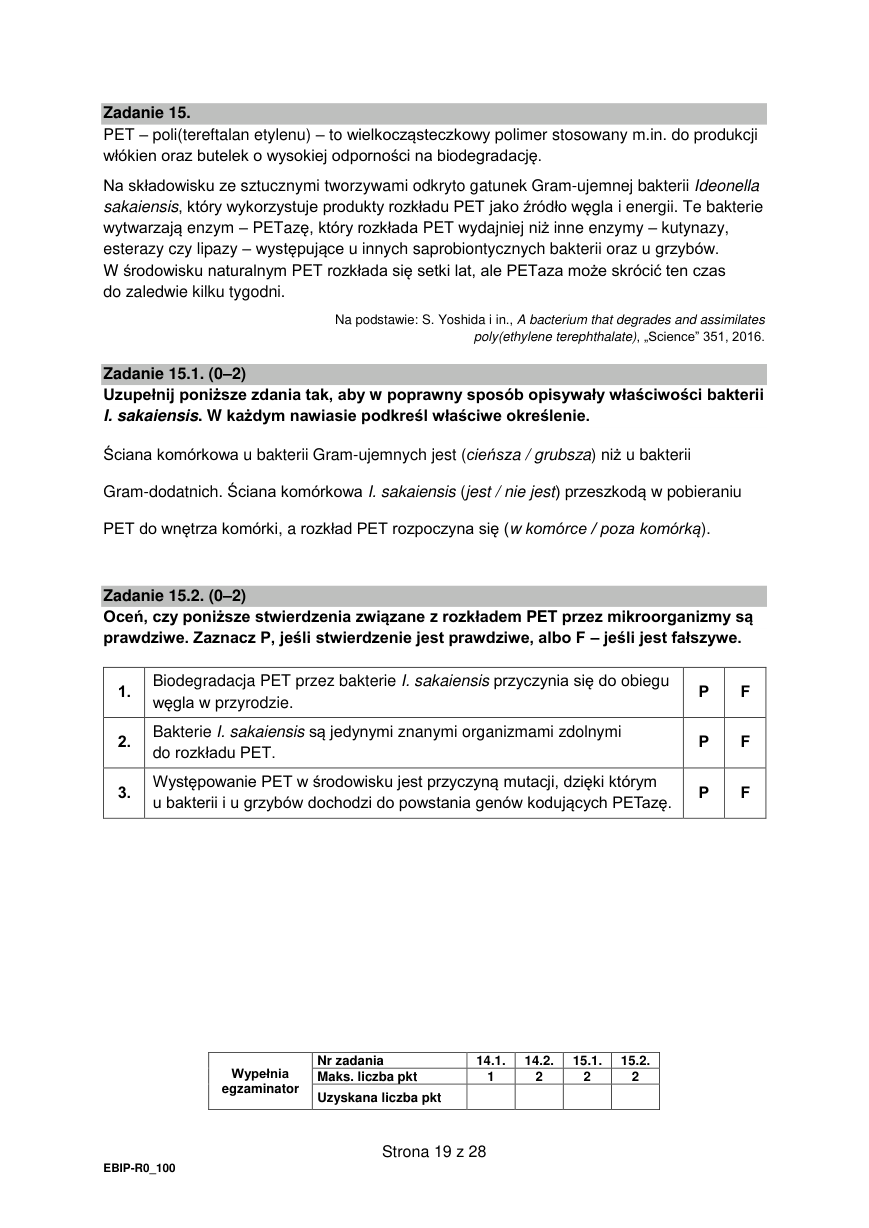 Zadanie 15.
PET – poli(tereftalan etylenu) – to wielkocząsteczkowy polimer stosowany m.in. do produkcji
włókien oraz butelek o wysokiej odporności na biodegradację.
Na składowisku ze sztucznymi tworzywami odkryto gatunek Gram-ujemnej bakterii Ideonella
sakaiensis, który wykorzystuje produkty rozkładu PET jako źródło węgla i energii. Te bakterie
wytwarzają enzym – PETazę, który rozkłada PET wydajniej niż inne enzymy – kutynazy,
esterazy czy lipazy – występujące u innych saprobiontycznych bakterii oraz u grzybów.
W środowisku naturalnym PET rozkłada się setki lat, ale PETaza może skrócić ten czas
do zaledwie kilku tygodni.
Na podstawie: S. Yoshida i in., A bacterium that degrades and assimilates
poly(ethylene terephthalate), „Science” 351, 2016.
Zadanie 15.1. (0–2)
Uzupełnij poniższe zdania tak, aby w poprawny sposób opisywały właściwości bakterii
I. sakaiensis. W każdym nawiasie podkreśl właściwe określenie.
Ściana komórkowa u bakterii Gram-ujemnych jest (cieńsza / grubsza) niż u bakterii
Gram-dodatnich. Ściana komórkowa I. sakaiensis (jest / nie jest) przeszkodą w pobieraniu
PET do wnętrza komórki, a rozkład PET rozpoczyna się (w komórce / poza komórką).
Zadanie 15.2. (0–2)
Oceń, czy poniższe stwierdzenia związane z rozkładem PET przez mikroorganizmy są
prawdziwe. Zaznacz P, jeśli stwierdzenie jest prawdziwe, albo F – jeśli jest fałszywe.
1. Biodegradacja PET przez bakterie I. sakaiensis przyczynia się do obiegu
węgla w przyrodzie. P F
2. Bakterie I. sakaiensis są jedynymi znanymi organizmami zdolnymi
do rozkładu PET. P F
3. Występowanie PET w środowisku jest przyczyną mutacji, dzięki którym
u bakterii i u grzybów dochodzi do powstania genów kodujących PETazę. P F
Wypełnia
egzaminator
Nr zadania 14.1. 14.2. 15.1. 15.2.
Maks. liczba pkt 1 2 2 2
Uzyskana liczba pkt
Strona 19 z 28
EBIP-R0_100